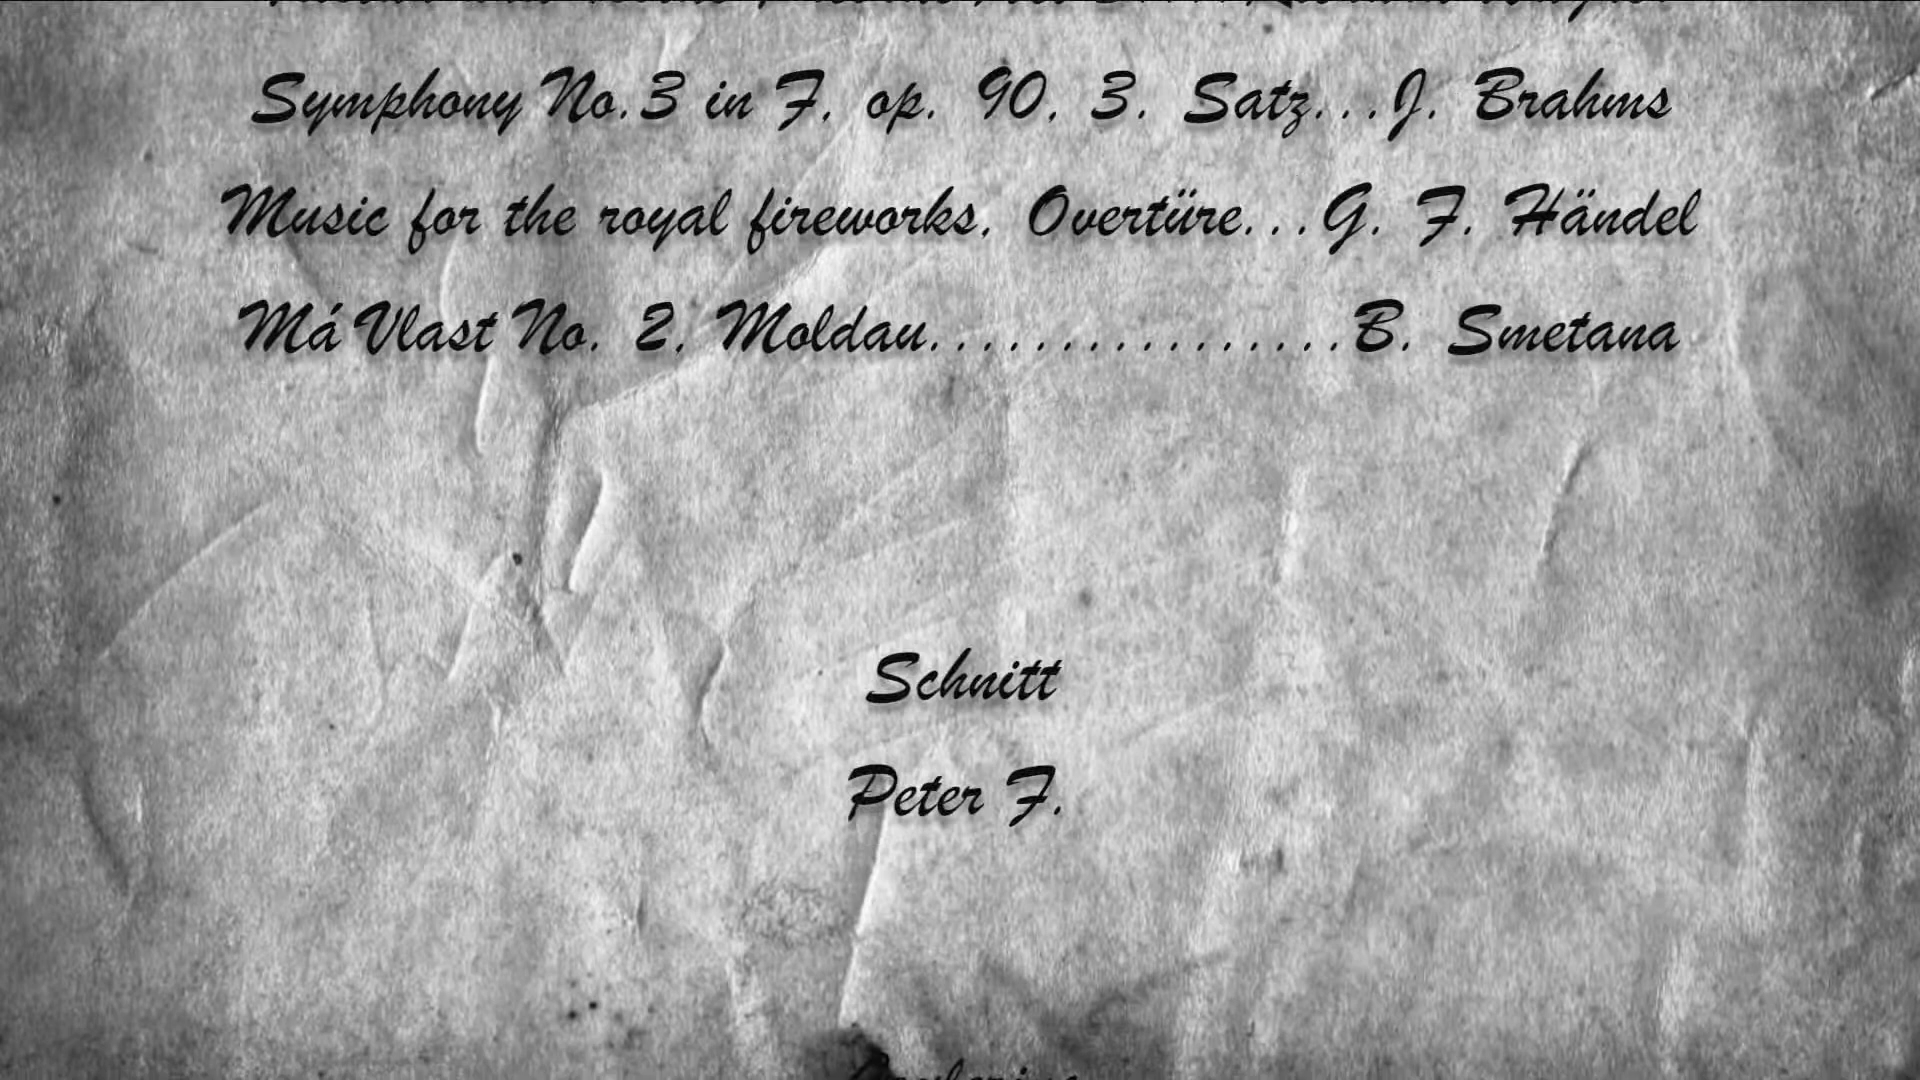 Symphony No.3 in F, op. 90, 3. Satz...J. Brahms
Music for the royal fireworks, Overtüre...G. F. Händel
Má Vlast No. 2, Moldau................B. Smetana
Schnitt
Peter F.